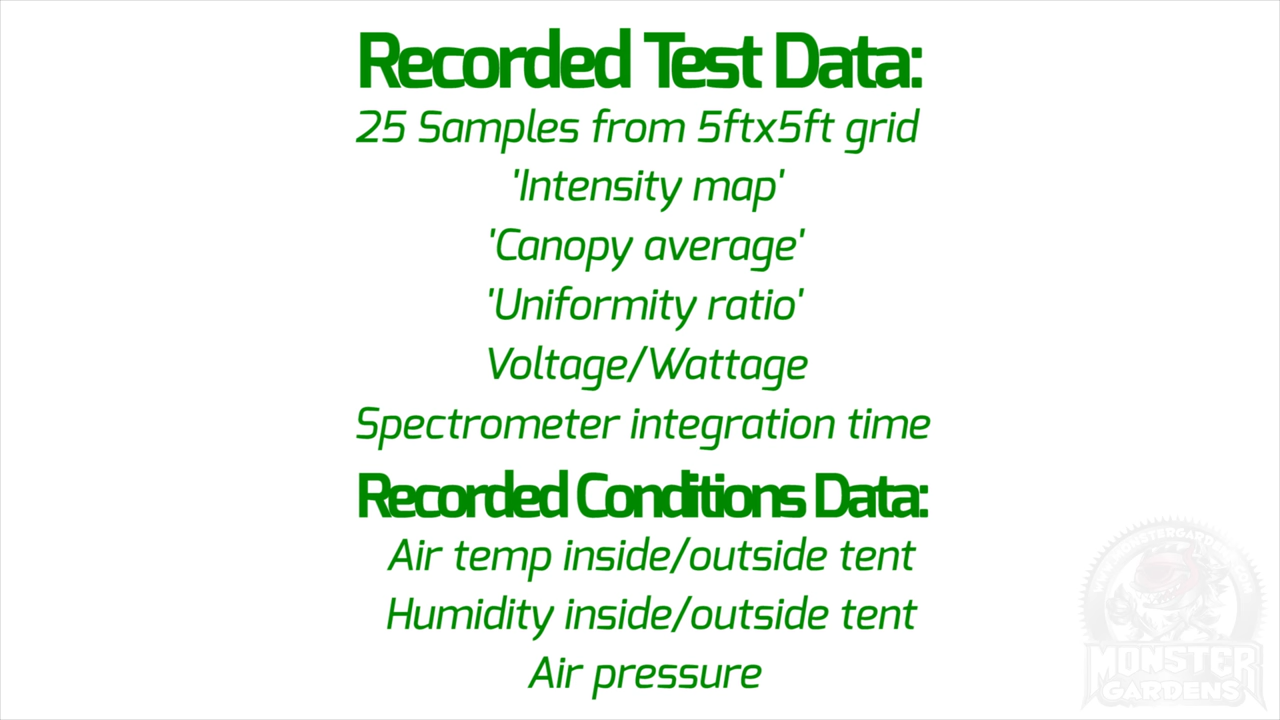 Recorded Test Data:
25 Samples from 5ftx5ft grid
'Intensity map'
'Canopy average'
'Uniformity ratio'
Voltage/Wattage
Spectrometer integration time
Recorded Conditions Data:
Air temp inside/outside tent
Humidity inside/outside tent
Air pressure
MONSTER
GARDENS